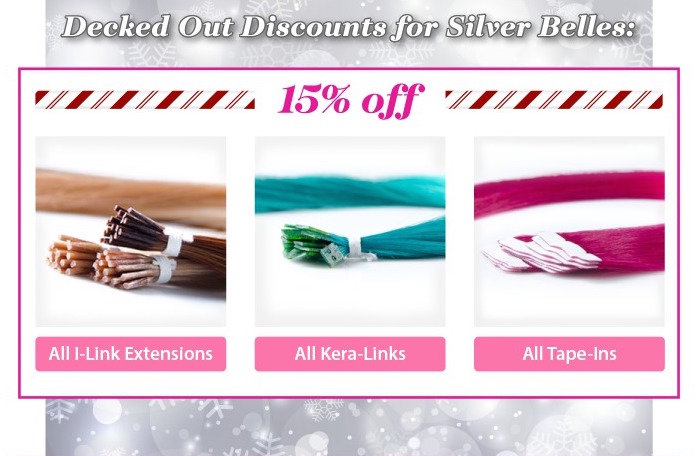 Decked Out Discounts for Silver Belles:
15% off
All I-Link Extensions
All Kera-Links
All Tape-Ins